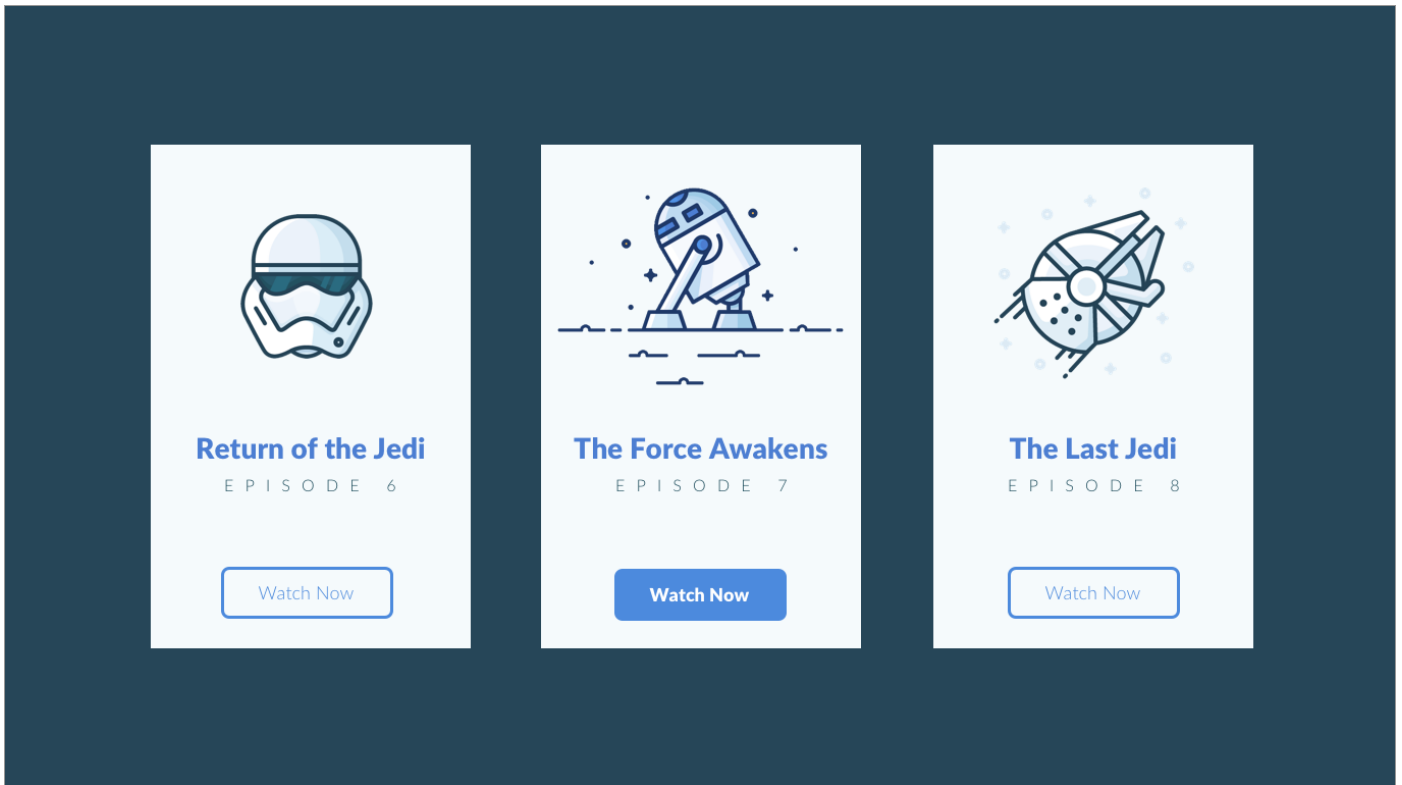 Return of the Jedi
EPISODE 6
Watch Now
The Force Awakens
EPISODE 7
Watch Now
The Last Jedi
EPISODE 8
Watch Now